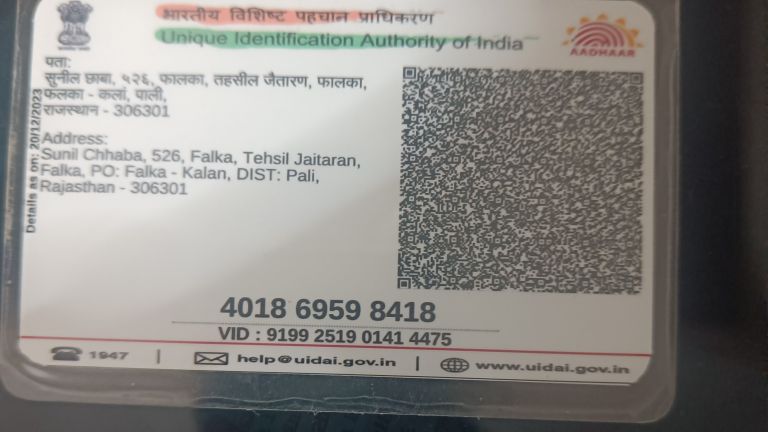 भारतीय विशिष्ट पहचान प्राधिकरण
Unique Identification Authority of India
AADHAAR
पता:
सुनील छाबा, ५२६, फालका, तहसील जैतारण, फालका,
फलका - कलां, पाली,
राजस्थान - 306301
Address:
Sunil Chhaba, 526, Falka, Tehsil Jaitaran,
Falka, PO: Falka - Kalan, DIST: Pali,
Rajasthan - 306301
Details as on: 20/12/2023
4018 6959 8418
VID : 9199 2519 0141 4475
1947 | help@uidai.gov.in | www.uidai.gov.in